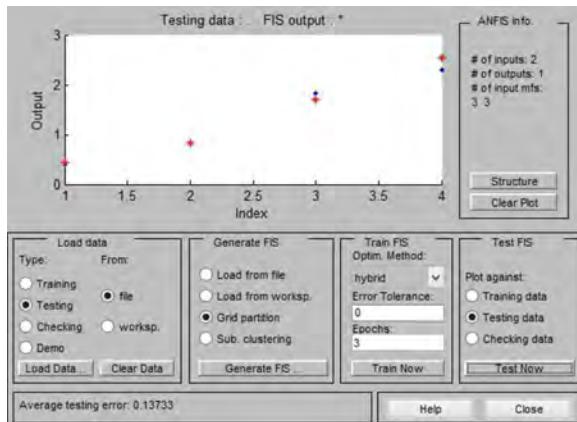 Testing data : . FIS output : *
3
2
1
0
Output
1
1.5
2
2.5
3
3.5
4
Index
ANFIS Info.
# of inputs: 2
# of outputs: 1
# of input mfs:
3 3
Structure
Clear Plot
Load data
Type:
From:
Training
Testing
Checking
Demo
file
worksp.
Load Data...
Clear Data
Generate FIS
Load from file
Load from worksp.
Grid partition
Sub. clustering
Generate FIS ...
Train FIS
Optim. Method:
hybrid
Error Tolerance:
0
Epochs:
3
Train Now
Test FIS
Plot against:
Training data
Testing data
Checking data
Test Now
Average testing error: 0.13733
Help
Close